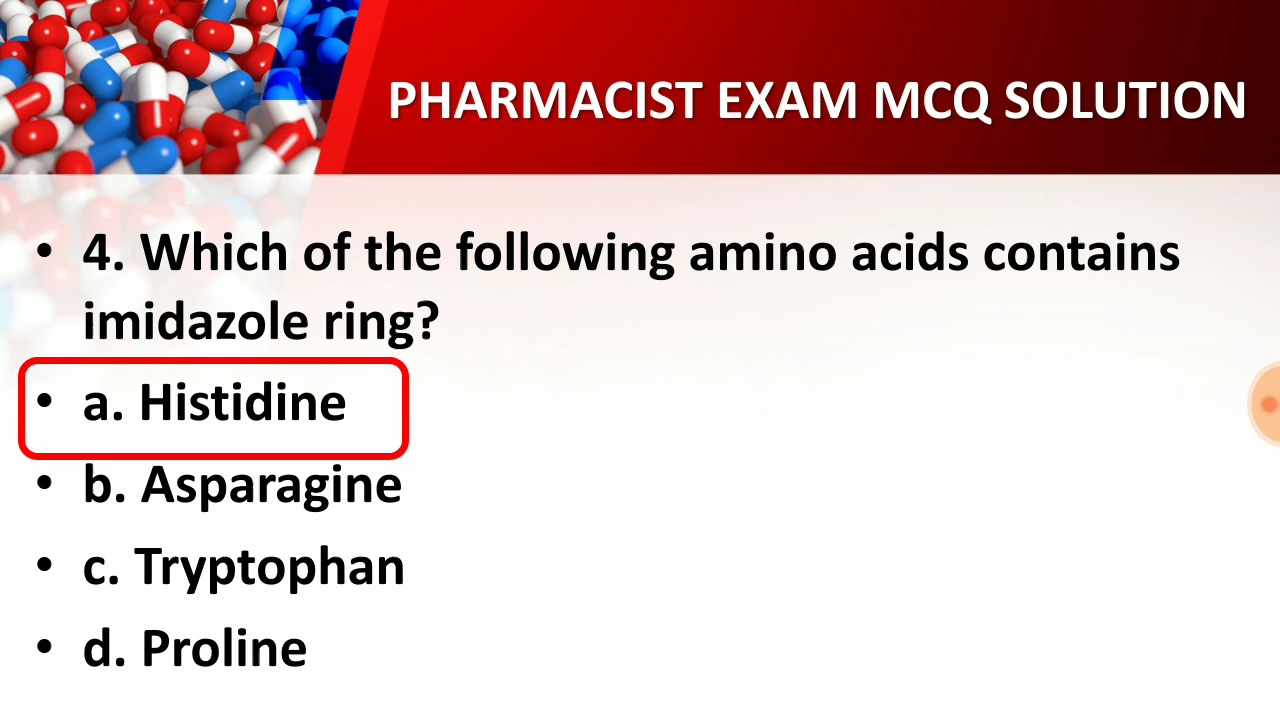 PHARMACIST EXAM MCQ SOLUTION
• 4. Which of the following amino acids contains
imidazole ring?
• a. Histidine
• b. Asparagine
• c. Tryptophan
• d. Proline